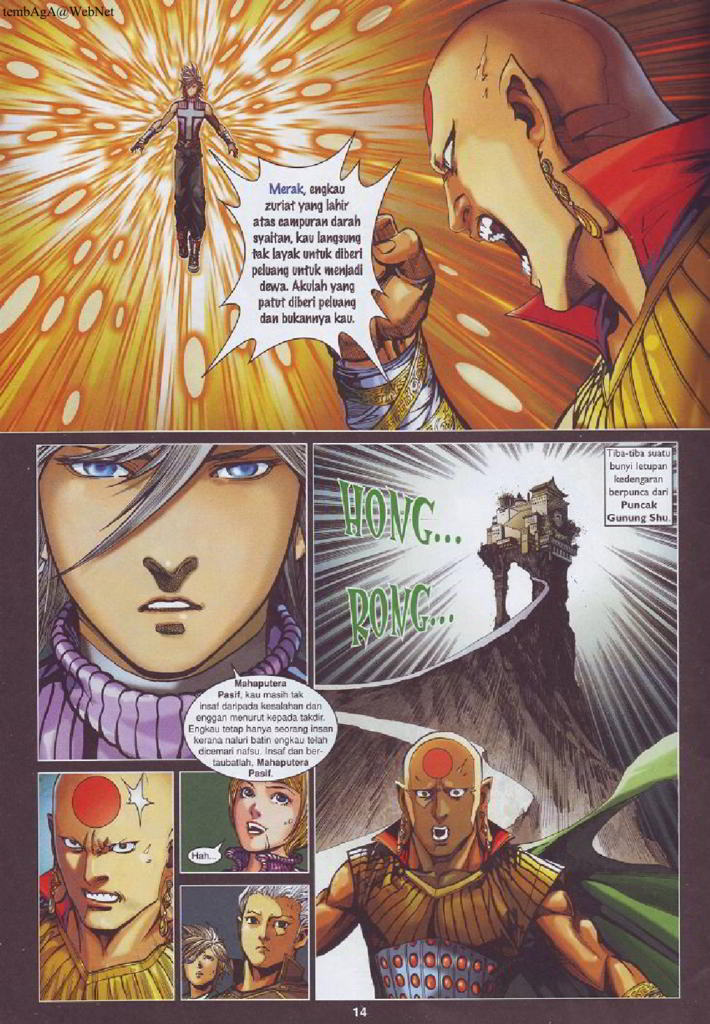 tembAgA@WebNet
Merak, engkau
zuriat yang lahir
atas campuran darah
syaitan, kau langsung
tak layak untuk diberi
peluang untuk menjadi
dewa. Akulah yang
patut diberi peluang
dan bukannya kau.
Tiba-tiba suatu
bunyi letupan
kedengaran
berpunca dari
Puncak
Gunung Shu.
HONG...
RONG...
Mahaputera
Pasif, kau masih tak
insaf daripada kesalahan dan
enggan menurut kepada takdir.
Engkau tetap hanya seorang insan
kerana naluri batin engkau telah
dicemari nafsu. Insaf dan ber-
taubatlah, Mahaputera
Pasif.
Hah...
14